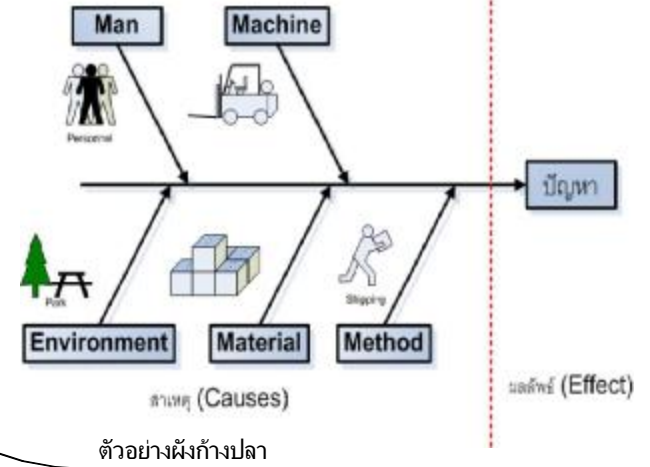 Man
Machine
Personnel
ปัญหา
Park
Shipping
Environment
Material
Method
สาเหตุ (Causes)
ผลลัพธ์ (Effect)
ตัวอย่างผังก้างปลา